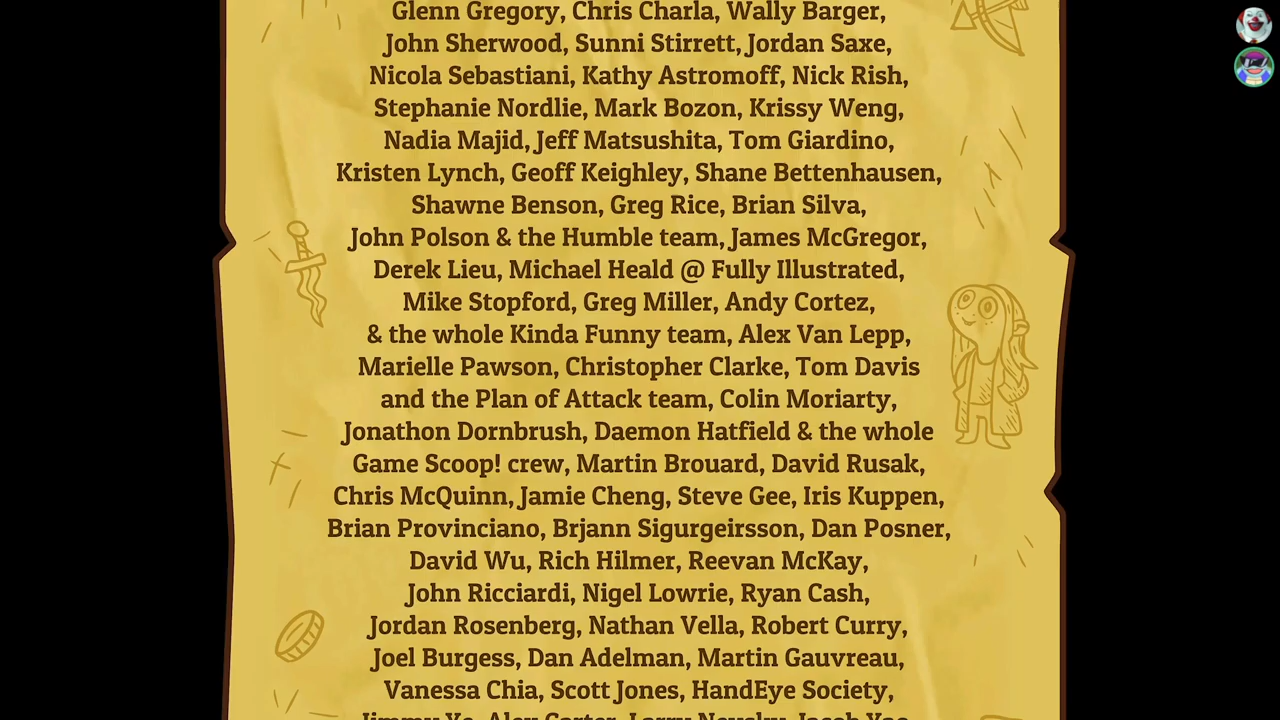 Glenn Gregory, Chris Charla, Wally Barger,
John Sherwood, Sunni Stirrett, Jordan Saxe,
Nicola Sebastiani, Kathy Astromoff, Nick Rish,
Stephanie Nordlie, Mark Bozon, Krissy Weng,
Nadia Majid, Jeff Matsushita, Tom Giardino,
Kristen Lynch, Geoff Keighley, Shane Bettenhausen,
Shawne Benson, Greg Rice, Brian Silva,
John Polson & the Humble team, James McGregor,
Derek Lieu, Michael Heald @ Fully Illustrated,
Mike Stopford, Greg Miller, Andy Cortez,
& the whole Kinda Funny team, Alex Van Lepp,
Marielle Pawson, Christopher Clarke, Tom Davis
and the Plan of Attack team, Colin Moriarty,
Jonathon Dornbrush, Daemon Hatfield & the whole
Game Scoop! crew, Martin Brouard, David Rusak,
Chris McQuinn, Jamie Cheng, Steve Gee, Iris Kuppen,
Brian Provinciano, Brjann Sigurgeirsson, Dan Posner,
David Wu, Rich Hilmer, Reevan McKay,
John Ricciardi, Nigel Lowrie, Ryan Cash,
Jordan Rosenberg, Nathan Vella, Robert Curry,
Joel Burgess, Dan Adelman, Martin Gauvreau,
Vanessa Chia, Scott Jones, HandEye Society,